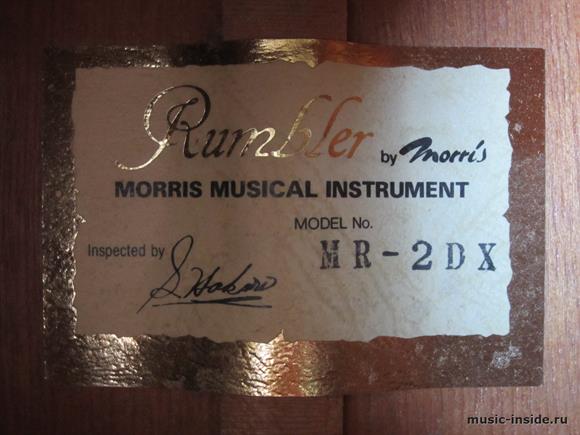 Rumbler by Morris
MORRIS MUSICAL INSTRUMENT
MODEL No.
Inspected by
MR-2DX
music-inside.ru